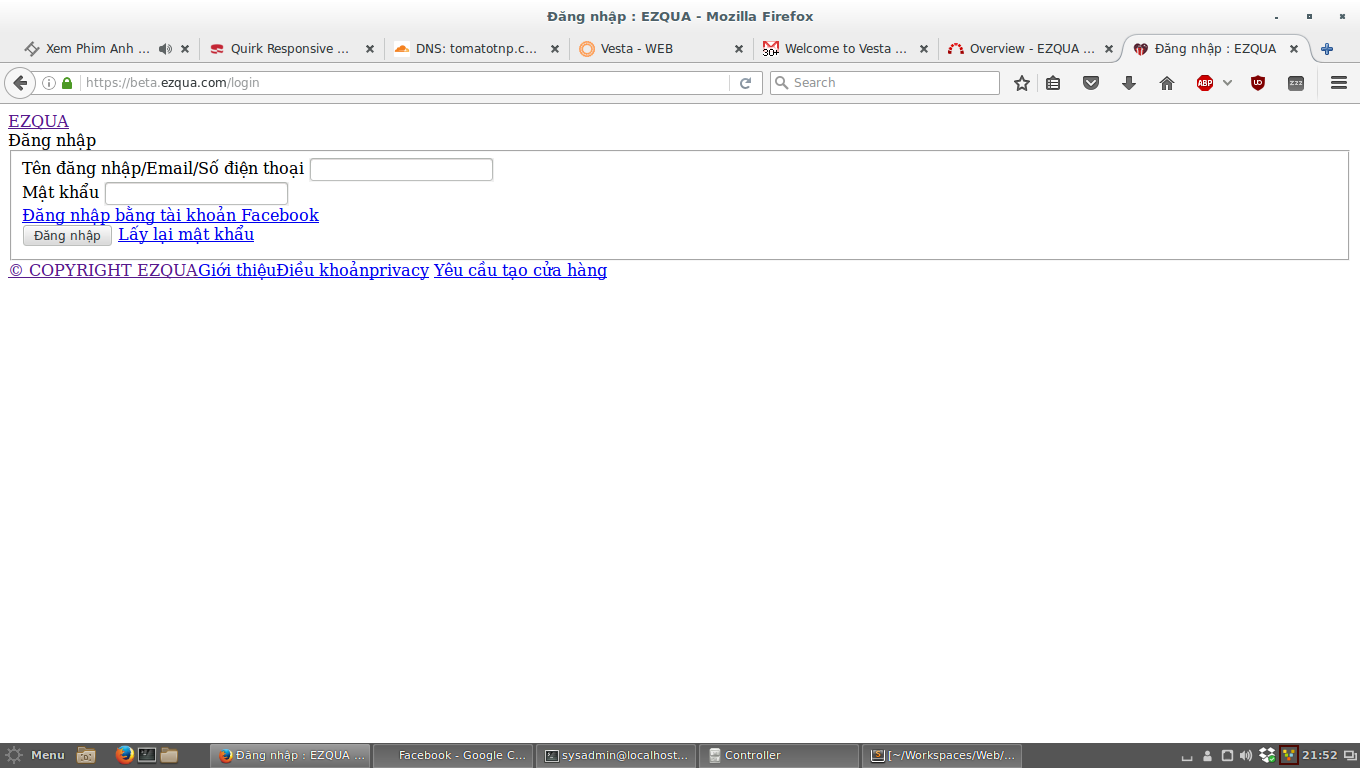 Đăng nhập : EZQUA - Mozilla Firefox
Xem Phim Anh ...
Quirk Responsive ...
DNS: tomatotnp.c...
Vesta - WEB
30+
Welcome to Vesta ...
Overview - EZQUA ...
Đăng nhập : EZQUA
https://beta.ezqua.com/login
Search
ABP
zzz
EZQUA
Đăng nhập
Tên đăng nhập/Email/Số điện thoại
Mật khẩu
Đăng nhập bằng tài khoản Facebook
Đăng nhập Lấy lại mật khẩu
© COPYRIGHT EZQUAGiới thiệuĐiều khoảnprivacy Yêu cầu tạo cửa hàng
Menu
Đăng nhập : EZQUA ...
Facebook - Google C...
sysadmin@localhost...
Controller
[~/Workspaces/Web/...
21:52